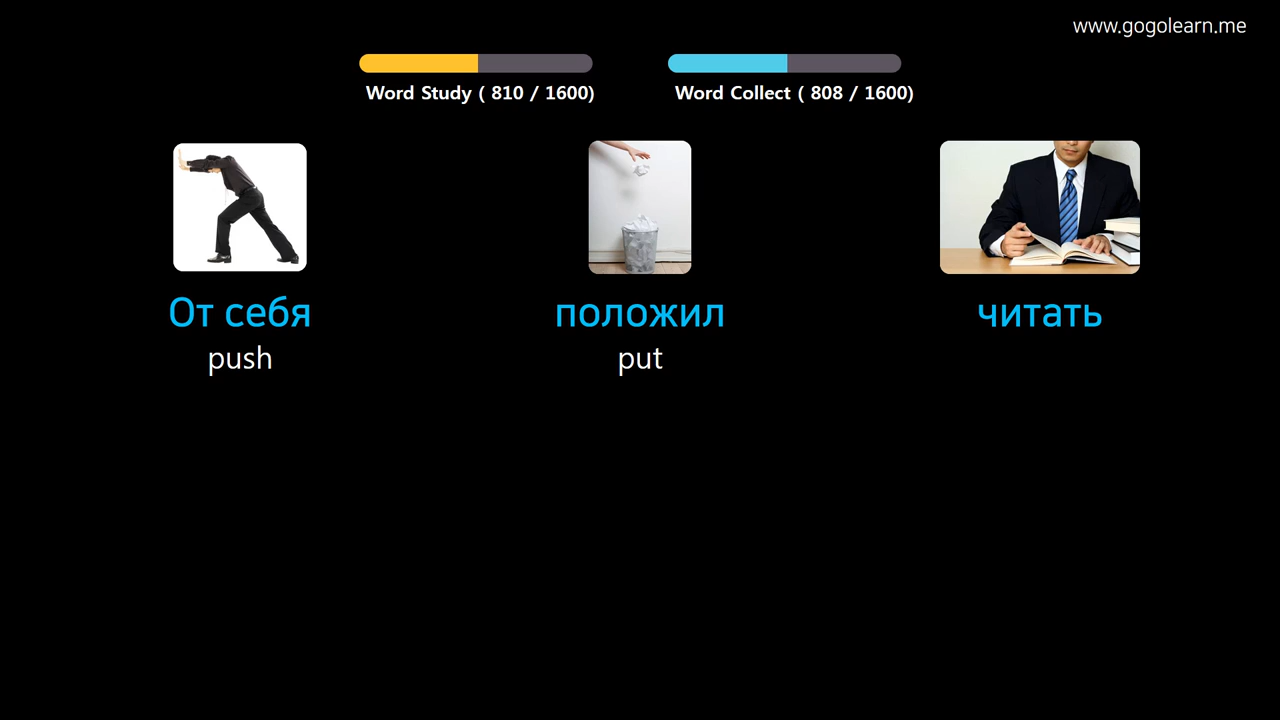 www.gogolearn.me
Word Study ( 810 / 1600)
Word Collect ( 808 / 1600)
От себя
push
положил
put
читать